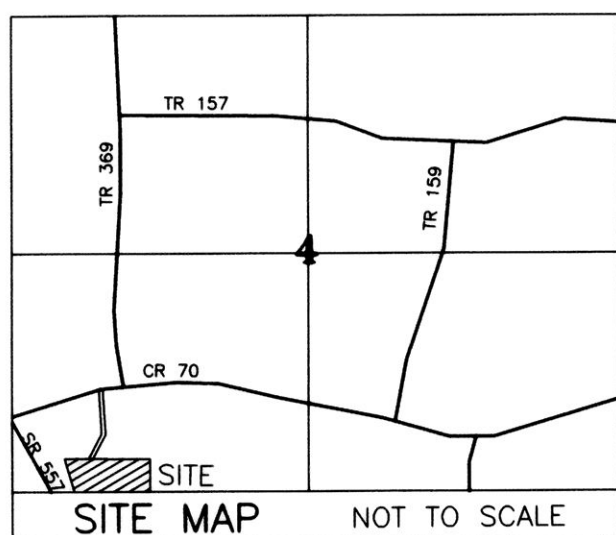 TR 157
TR 369
TR 159
4
CR 70
SR 557
SITE
SITE MAP
NOT TO SCALE